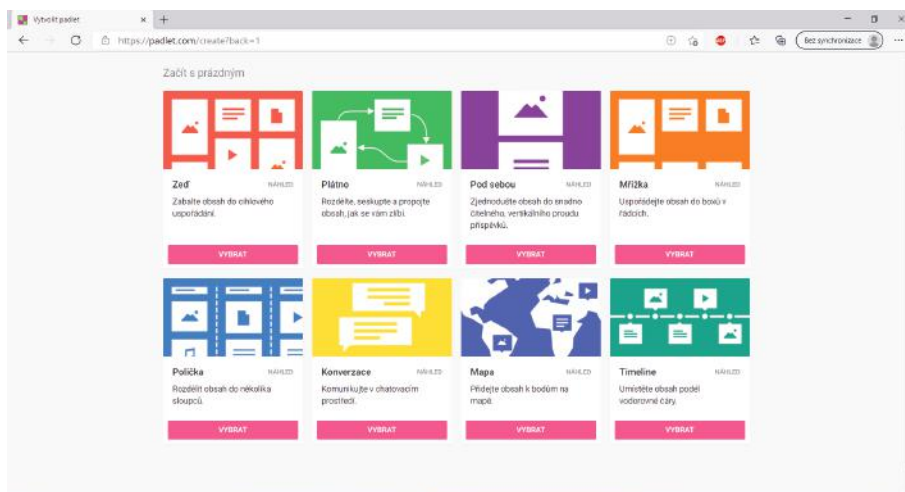 Vytvořit padlet
https://padlet.com/create?back=1
Bez synchronizace
Začít s prázdným
Zeď NÁHLED
Zabalte obsah do cihlového
uspořádání.
VYBRAT
Plátno NÁHLED
Rozdělte, seskupte a propojte
obsah, jak se vám zlíbí.
VYBRAT
Pod sebou NÁHLED
Zjednodušte obsah do snadno
čitelného, vertikálního proudu
příspěvků.
VYBRAT
Mřížka NÁHLED
Uspořádejte obsah do boxů v
řádcích.
VYBRAT
Polička NÁHLED
Rozdělit obsah do několika
sloupců.
VYBRAT
Konverzace NÁHLED
Komunikujte v chatovacím
prostředí.
VYBRAT
Mapa NÁHLED
Přidejte obsah k bodům na
mapě.
VYBRAT
Timeline NÁHLED
Umístěte obsah podél
vodorovné čáry.
VYBRAT